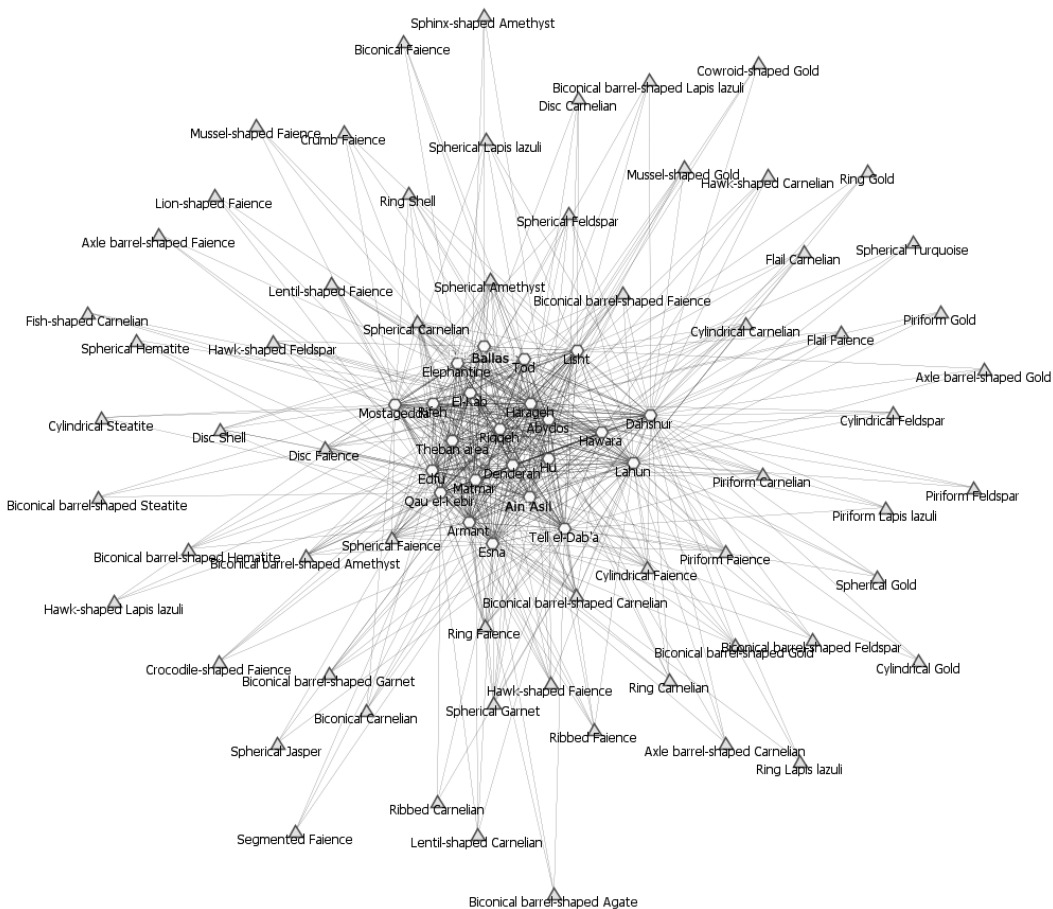 Sphinx-shaped Amethyst
Biconical Faience
Cowroid-shaped Gold
Biconical barrel-shaped Lapis lazuli
Disc Carnelian
Mussel-shaped Faience
Crumb Faience
Spherical Lapis lazuli
Mussel-shaped Gold
Hawk-shaped Carnelian
Ring Gold
Lion-shaped Faience
Ring Shell
Spherical Feldspar
Axle barrel-shaped Faience
Spherical Turquoise
Flail Carnelian
Lentil-shaped Faience
Spherical Amethyst
Biconical barrel-shaped Faience
Fish-shaped Carnelian
Piriform Gold
Spherical Carnelian
Cylindrical Carnelian
Flail Faience
Spherical Hematite
Hawk-shaped Feldspar
Ballas
Lisht
Tod
Elephantine
Axle barrel-shaped Gold
El-Kab
Mostagedda
Rifeh
Harageh
Abydos
Dahshur
Cylindrical Feldspar
Cylindrical Steatite
Disc Shell
Riqqeh
Hawara
Theban area
Disc Faience
Hu
Lahun
Edfu
Denderah
Piriform Carnelian
Matmar
Piriform Feldspar
Biconical barrel-shaped Steatite
Qau el-Kebir
Ain Asil
Piriform Lapis lazuli
Armant
Tell el-Dab'a
Spherical Faience
Esna
Biconical barrel-shaped Hematite
Biconical barrel-shaped Amethyst
Piriform Faience
Cylindrical Faience
Spherical Gold
Hawk-shaped Lapis lazuli
Biconical barrel-shaped Carnelian
Ring Faience
Biconical barrel-shaped Feldspar
Biconical barrel-shaped Gold
Crocodile-shaped Faience
Cylindrical Gold
Biconical barrel-shaped Garnet
Ring Carnelian
Hawk-shaped Faience
Spherical Garnet
Biconical Carnelian
Ribbed Faience
Spherical Jasper
Axle barrel-shaped Carnelian
Ring Lapis lazuli
Ribbed Carnelian
Segmented Faience
Lentil-shaped Carnelian
Biconical barrel-shaped Agate